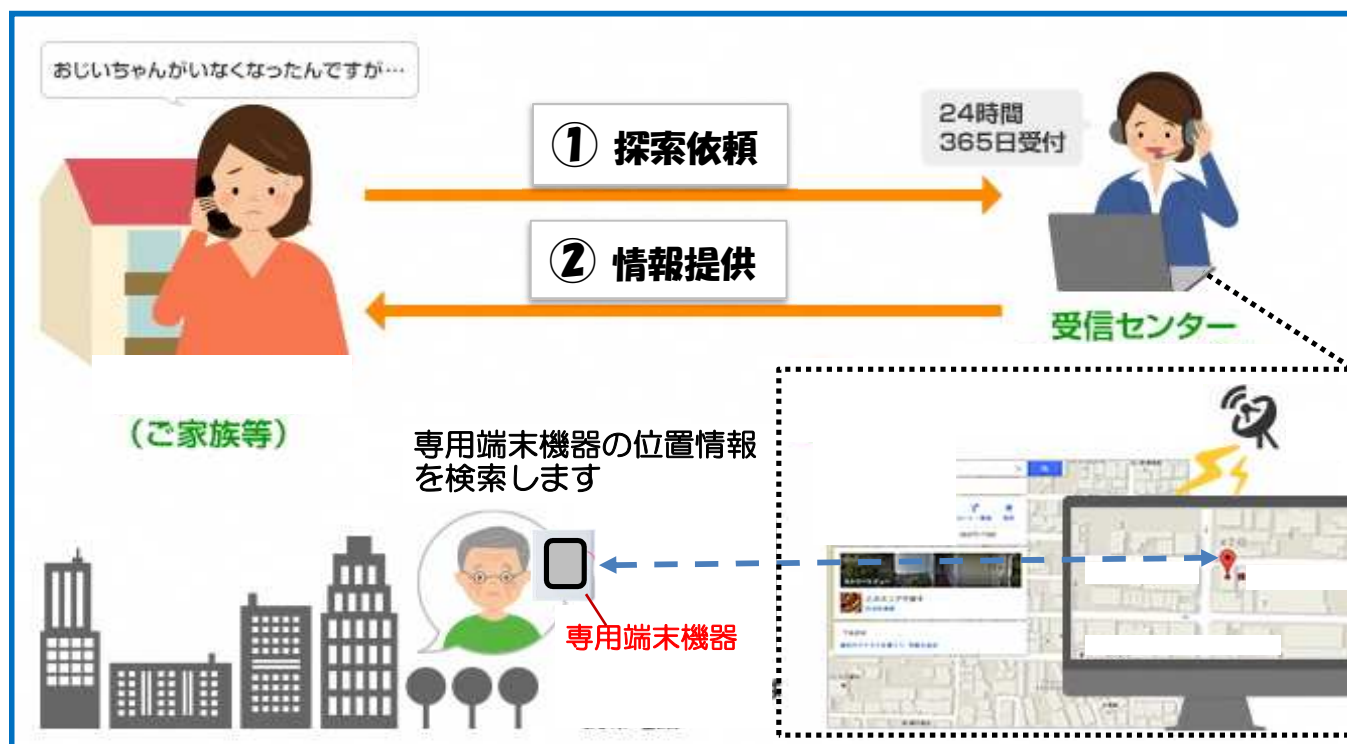 おじいちゃんがいなくなったんですが…
① 探索依頼
24時間
365日受付
② 情報提供
受信センター
（ご家族等）
専用端末機器の位置情報
を検索します
専用端末機器